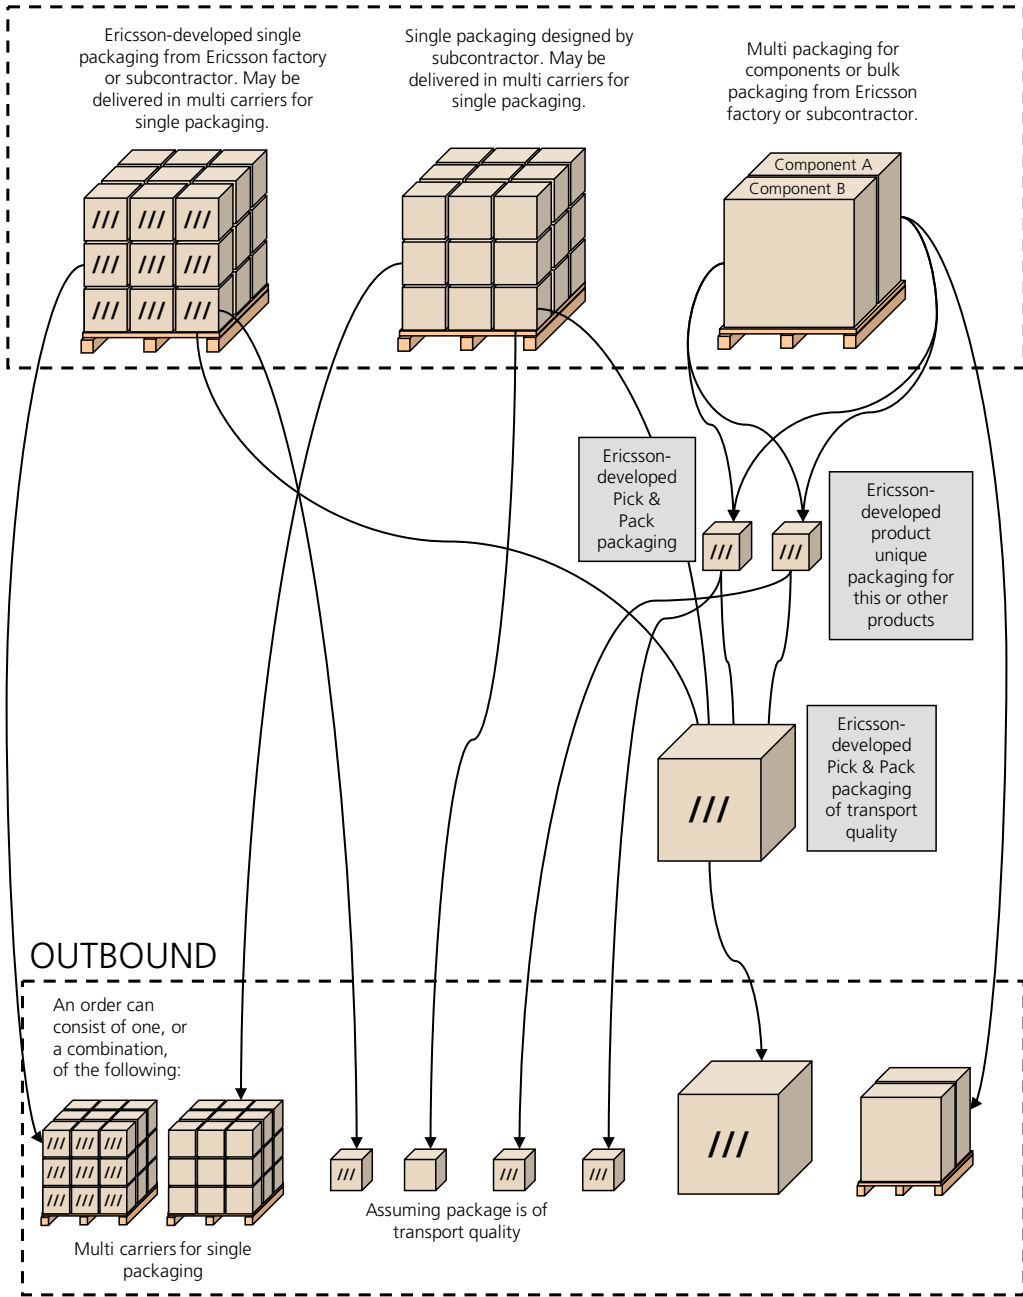 Ericsson-developed single
packaging from Ericsson factory
or subcontractor. May be
delivered in multi carriers for
single packaging.
Single packaging designed by
subcontractor. May be
delivered in multi carriers for
single packaging.
Multi packaging for
components or bulk
packaging from Ericsson
factory or subcontractor.
Component A
Component B
///
///
///
///
///
///
///
///
///
Ericsson-
developed
Pick &
Pack
packaging
///
///
Ericsson-
developed
product
unique
packaging for
this or other
products
///
Ericsson-
developed
Pick & Pack
packaging
of transport
quality
OUTBOUND
An order can
consist of one, or
a combination,
of the following:
///
///
///
///
///
///
///
///
///
///
///
///
///
Assuming package is of
transport quality
Multi carriers for single
packaging